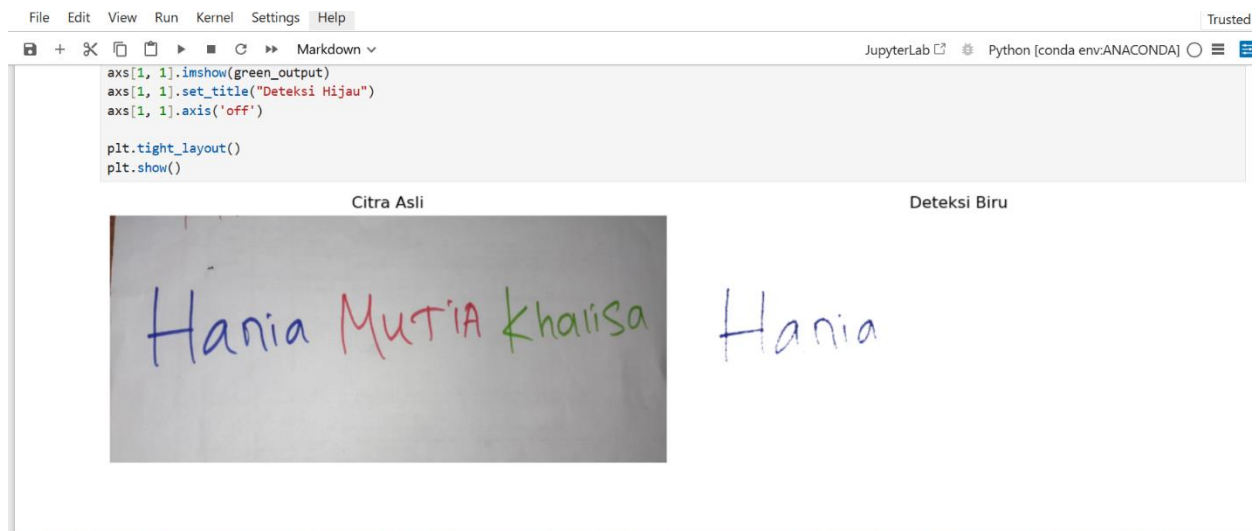 File Edit View Run Kernel Settings Help Trusted
Markdown JupyterLab Python [conda env:ANACONDA]
axs[1, 1].imshow(green_output)
axs[1, 1].set_title("Deteksi Hijau")
axs[1, 1].axis('off')
plt.tight_layout()
plt.show()
Citra Asli Deteksi Biru
Hania MuTiA Khalisa Hania